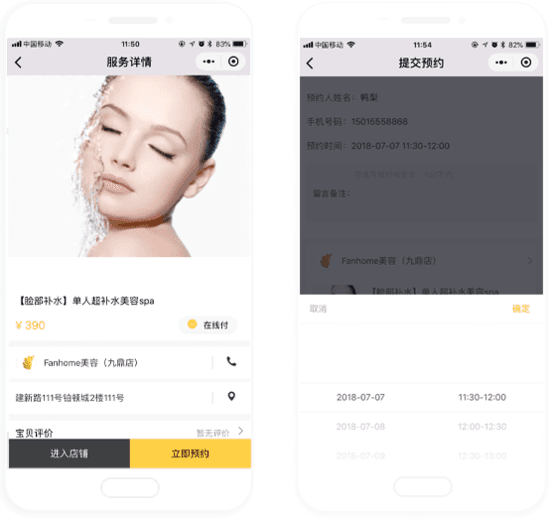 中国移动 11:50 83%
服务详情
【脸部补水】单人超补水美容spa
¥390
在线付
Fanhome美容（九鼎店）
建新路111号铂顿城2楼111号
宝贝评价 暂无评价
进入店铺 立即预约
中国移动 11:54 82%
提交预约
预约人姓名：鸭梨
手机号码：15015558868
预约时间：2018-07-07 11:30-12:00
留言备注：
Fanhome美容（九鼎店）
【脸部补水】单人超补水美容spa
取消 确定
2018-07-07 11:30-12:00
2018-07-08 12:00-12:30
2018-07-09 12:30-13:00